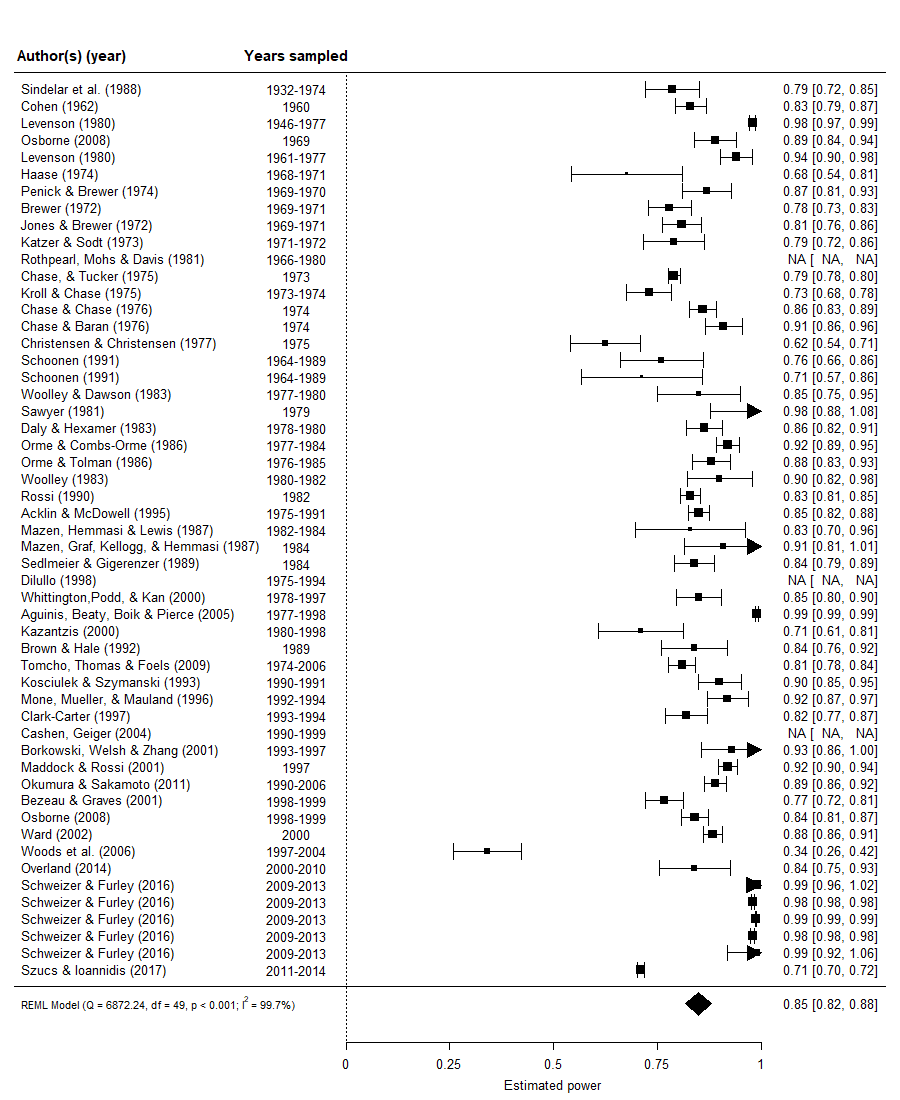 Author(s) (year) Years sampled
Sindelar et al. (1988) 1932-1974 0.79 [0.72, 0.85]
Cohen (1962) 1960 0.83 [0.79, 0.87]
Levenson (1980) 1946-1977 0.98 [0.97, 0.99]
Osborne (2008) 1969 0.89 [0.84, 0.94]
Levenson (1980) 1961-1977 0.94 [0.90, 0.98]
Haase (1974) 1968-1971 0.68 [0.54, 0.81]
Penick & Brewer (1974) 1969-1970 0.87 [0.81, 0.93]
Brewer (1972) 1969-1971 0.78 [0.73, 0.83]
Jones & Brewer (1972) 1969-1971 0.81 [0.76, 0.86]
Katzer & Sodt (1973) 1971-1972 0.79 [0.72, 0.86]
Rothpearl, Mohs & Davis (1981) 1966-1980 NA [ NA, NA]
Chase, & Tucker (1975) 1973 0.79 [0.78, 0.80]
Kroll & Chase (1975) 1973-1974 0.73 [0.68, 0.78]
Chase & Chase (1976) 1974 0.86 [0.83, 0.89]
Chase & Baran (1976) 1974 0.91 [0.86, 0.96]
Christensen & Christensen (1977) 1975 0.62 [0.54, 0.71]
Schoonen (1991) 1964-1989 0.76 [0.66, 0.86]
Schoonen (1991) 1964-1989 0.71 [0.57, 0.86]
Woolley & Dawson (1983) 1977-1980 0.85 [0.75, 0.95]
Sawyer (1981) 1979 0.98 [0.88, 1.08]
Daly & Hexamer (1983) 1978-1980 0.86 [0.82, 0.91]
Orme & Combs-Orme (1986) 1977-1984 0.92 [0.89, 0.95]
Orme & Tolman (1986) 1976-1985 0.88 [0.83, 0.93]
Woolley (1983) 1980-1982 0.90 [0.82, 0.98]
Rossi (1990) 1982 0.83 [0.81, 0.85]
Acklin & McDowell (1995) 1975-1991 0.85 [0.82, 0.88]
Mazen, Hemmasi & Lewis (1987) 1982-1984 0.83 [0.70, 0.96]
Mazen, Graf, Kellogg, & Hemmasi (1987) 1984 0.91 [0.81, 1.01]
Sedlmeier & Gigerenzer (1989) 1984 0.84 [0.79, 0.89]
Dilullo (1998) 1975-1994 NA [ NA, NA]
Whittington,Podd, & Kan (2000) 1978-1997 0.85 [0.80, 0.90]
Aguinis, Beaty, Boik & Pierce (2005) 1977-1998 0.99 [0.99, 0.99]
Kazantzis (2000) 1980-1998 0.71 [0.61, 0.81]
Brown & Hale (1992) 1989 0.84 [0.76, 0.92]
Tomcho, Thomas & Foels (2009) 1974-2006 0.81 [0.78, 0.84]
Kosciulek & Szymanski (1993) 1990-1991 0.90 [0.85, 0.95]
Mone, Mueller, & Mauland (1996) 1992-1994 0.92 [0.87, 0.97]
Clark-Carter (1997) 1993-1994 0.82 [0.77, 0.87]
Cashen, Geiger (2004) 1990-1999 NA [ NA, NA]
Borkowski, Welsh & Zhang (2001) 1993-1997 0.93 [0.86, 1.00]
Maddock & Rossi (2001) 1997 0.92 [0.90, 0.94]
Okumura & Sakamoto (2011) 1990-2006 0.89 [0.86, 0.92]
Bezeau & Graves (2001) 1998-1999 0.77 [0.72, 0.81]
Osborne (2008) 1998-1999 0.84 [0.81, 0.87]
Ward (2002) 2000 0.88 [0.86, 0.91]
Woods et al. (2006) 1997-2004 0.34 [0.26, 0.42]
Overland (2014) 2000-2010 0.84 [0.75, 0.93]
Schweizer & Furley (2016) 2009-2013 0.99 [0.96, 1.02]
Schweizer & Furley (2016) 2009-2013 0.98 [0.98, 0.98]
Schweizer & Furley (2016) 2009-2013 0.99 [0.99, 0.99]
Schweizer & Furley (2016) 2009-2013 0.98 [0.98, 0.98]
Schweizer & Furley (2016) 2009-2013 0.99 [0.92, 1.06]
Szucs & Ioannidis (2017) 2011-2014 0.71 [0.70, 0.72]
REML Model (Q = 6872.24, df = 49, p < 0.001; I² = 99.7%) 0.85 [0.82, 0.88]
0 0.25 0.5 0.75 1
Estimated power